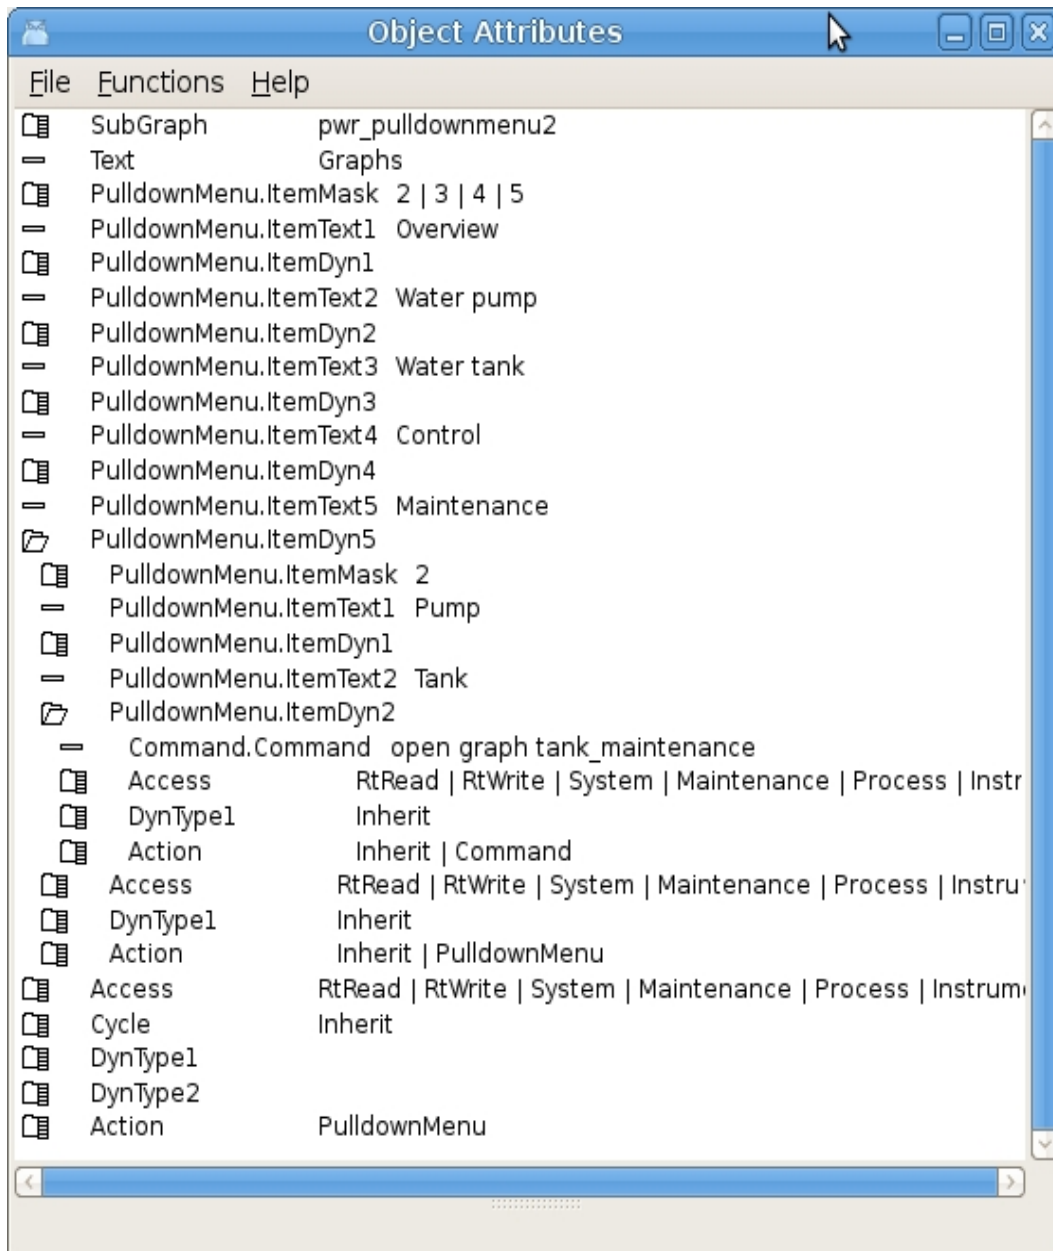 Object Attributes
File Functions Help
SubGraph pwr_pulldownmenu2
Text Graphs
PulldownMenu.ItemMask 2 | 3 | 4 | 5
PulldownMenu.ItemText1 Overview
PulldownMenu.ItemDyn1
PulldownMenu.ItemText2 Water pump
PulldownMenu.ItemDyn2
PulldownMenu.ItemText3 Water tank
PulldownMenu.ItemDyn3
PulldownMenu.ItemText4 Control
PulldownMenu.ItemDyn4
PulldownMenu.ItemText5 Maintenance
PulldownMenu.ItemDyn5
PulldownMenu.ItemMask 2
PulldownMenu.ItemText1 Pump
PulldownMenu.ItemDyn1
PulldownMenu.ItemText2 Tank
PulldownMenu.ItemDyn2
Command.Command open graph tank_maintenance
Access RtRead | RtWrite | System | Maintenance | Process | Instr
DynType1 Inherit
Action Inherit | Command
Access RtRead | RtWrite | System | Maintenance | Process | Instru
DynType1 Inherit
Action Inherit | PulldownMenu
Access RtRead | RtWrite | System | Maintenance | Process | Instrum
Cycle Inherit
DynType1
DynType2
Action PulldownMenu